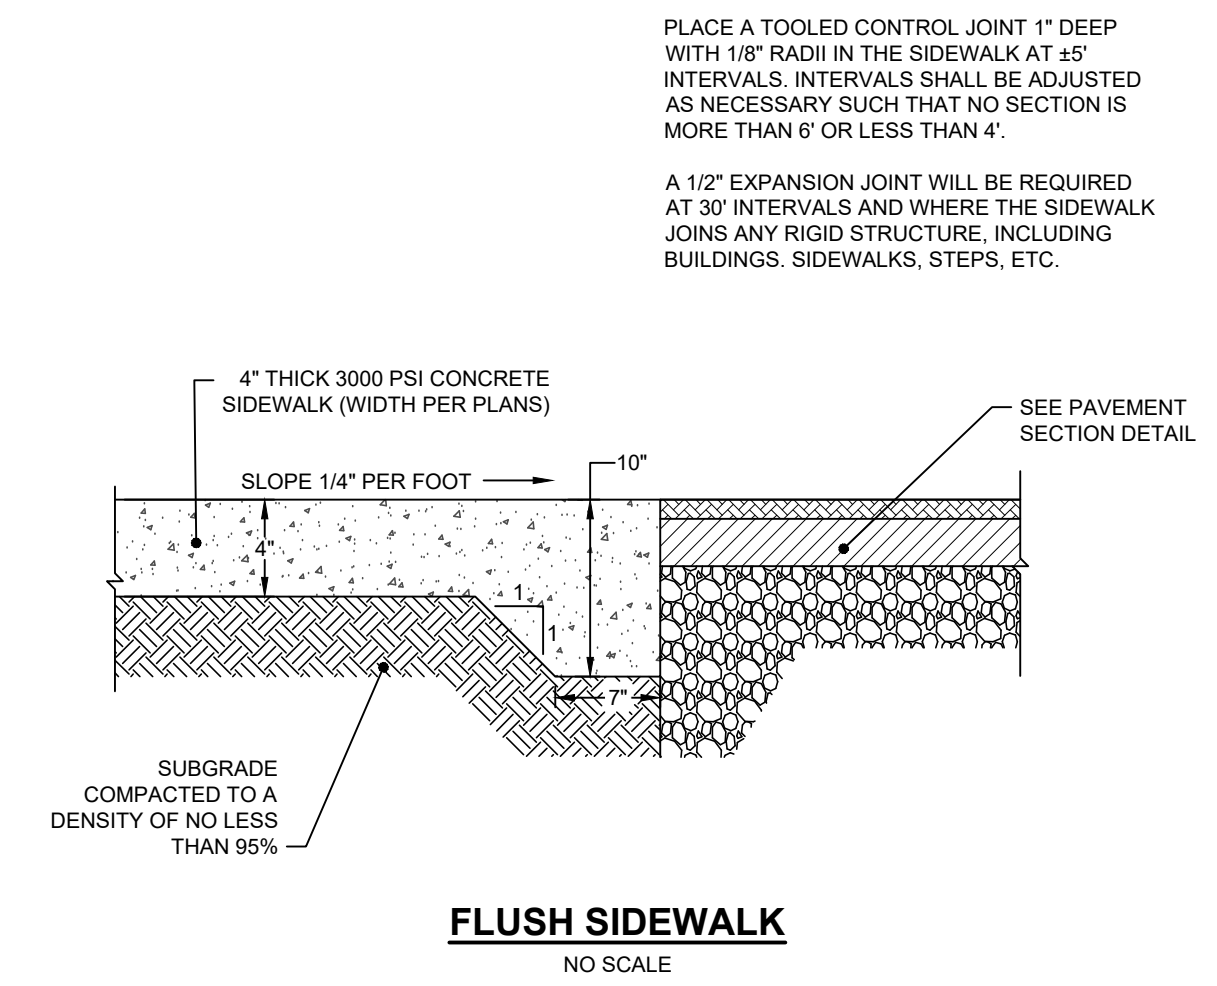 PLACE A TOOLED CONTROL JOINT 1" DEEP
WITH 1/8" RADII IN THE SIDEWALK AT ±5'
INTERVALS. INTERVALS SHALL BE ADJUSTED
AS NECESSARY SUCH THAT NO SECTION IS
MORE THAN 6' OR LESS THAN 4'.
A 1/2" EXPANSION JOINT WILL BE REQUIRED
AT 30' INTERVALS AND WHERE THE SIDEWALK
JOINS ANY RIGID STRUCTURE, INCLUDING
BUILDINGS. SIDEWALKS, STEPS, ETC.
4" THICK 3000 PSI CONCRETE
SIDEWALK (WIDTH PER PLANS)
SEE PAVEMENT
SECTION DETAIL
SLOPE 1/4" PER FOOT
10"
4"
1
1
7"
SUBGRADE
COMPACTED TO A
DENSITY OF NO LESS
THAN 95%
FLUSH SIDEWALK
NO SCALE